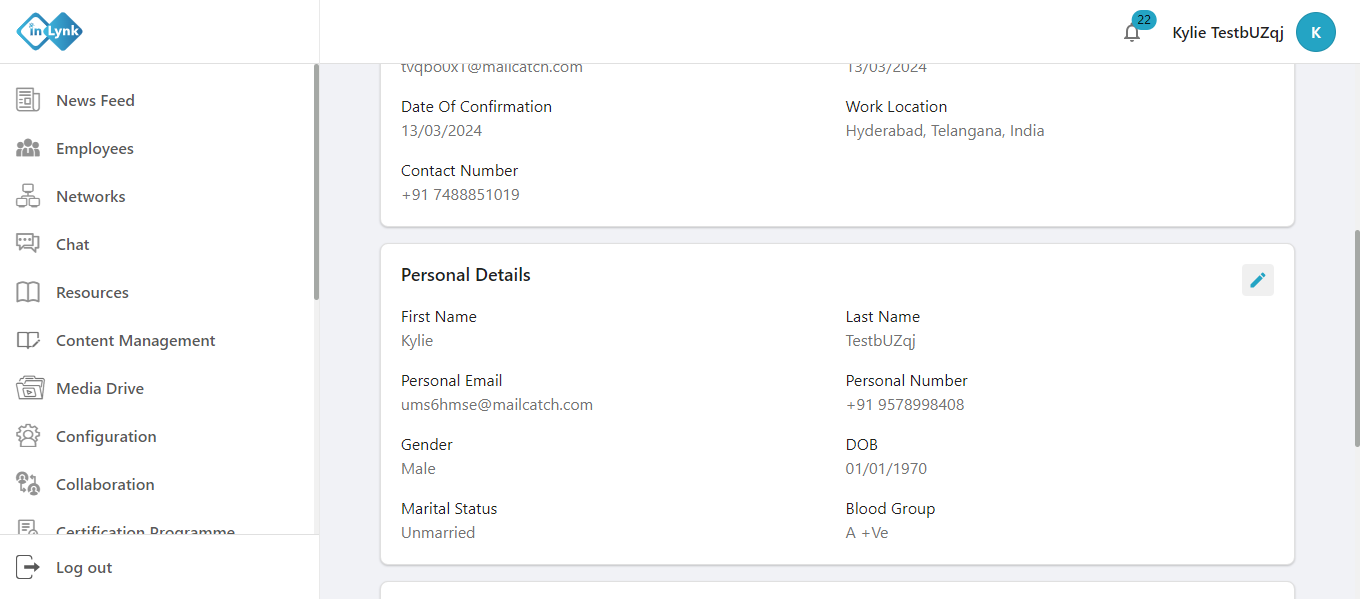 inLynk
22
Kylie TestbUZqj
K
News Feed
Employees
Networks
Chat
Resources
Content Management
Media Drive
Configuration
Collaboration
Certification Programme
Log out
tvqbo0x1@mailcatch.com
13/03/2024
Date Of Confirmation
Work Location
13/03/2024
Hyderabad, Telangana, India
Contact Number
+91 7488851019
Personal Details
First Name
Last Name
Kylie
TestbUZqj
Personal Email
Personal Number
ums6hmse@mailcatch.com
+91 9578998408
Gender
DOB
Male
01/01/1970
Marital Status
Blood Group
Unmarried
A +Ve